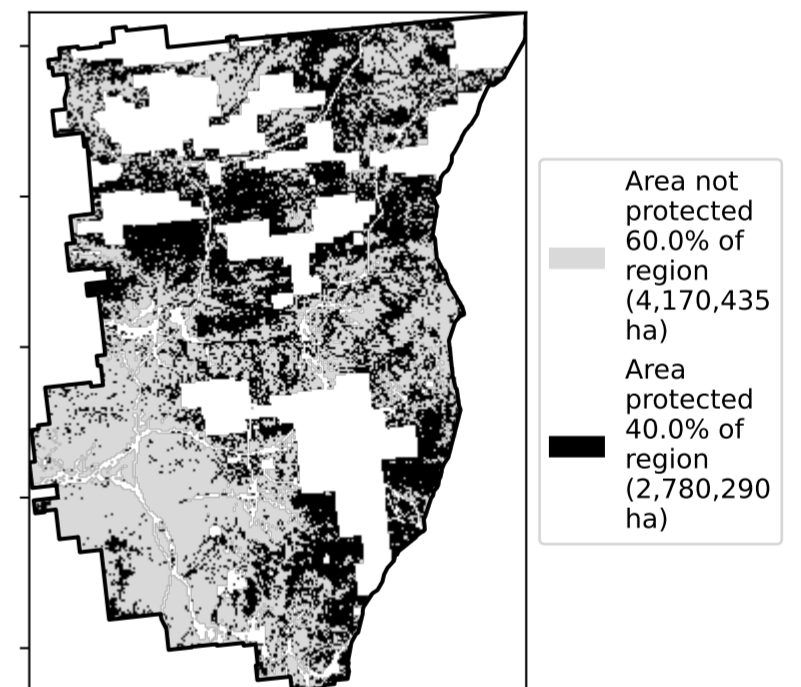 Area not
protected
60.0% of
region
(4,170,435
ha)
Area
protected
40.0% of
region
(2,780,290
ha)